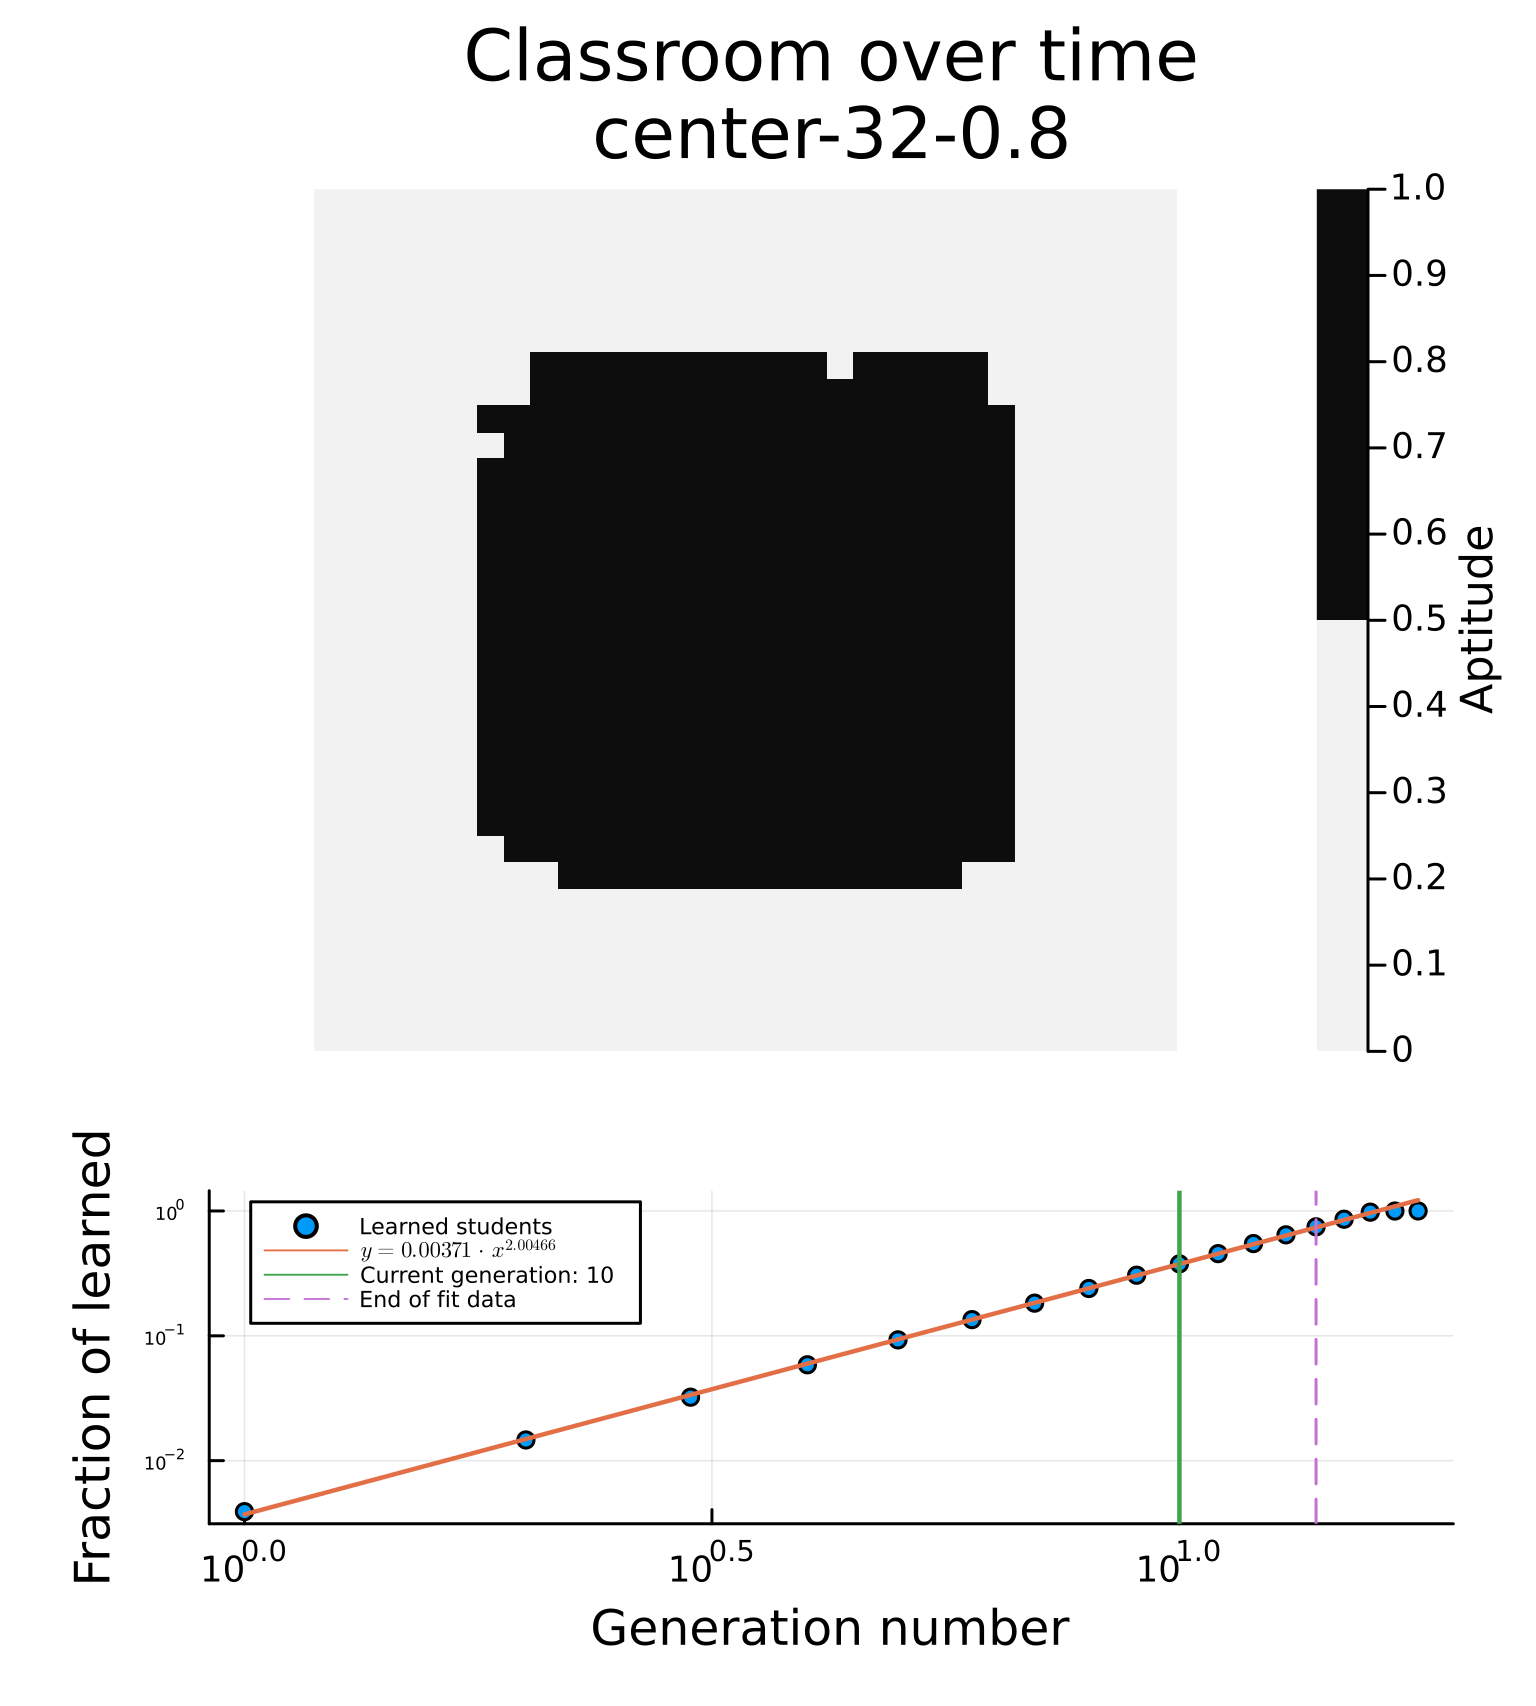 Classroom over time
center-32-0.8
1.0
0.9
0.8
0.7
0.6
0.5
0.4
0.3
0.2
0.1
0
Aptitude
Fraction of learned
10⁰
10⁻¹
10⁻²
Learned students
y = 0.00371 · x^2.00466
Current generation: 10
End of fit data
10^0.0
10^0.5
10^1.0
Generation number